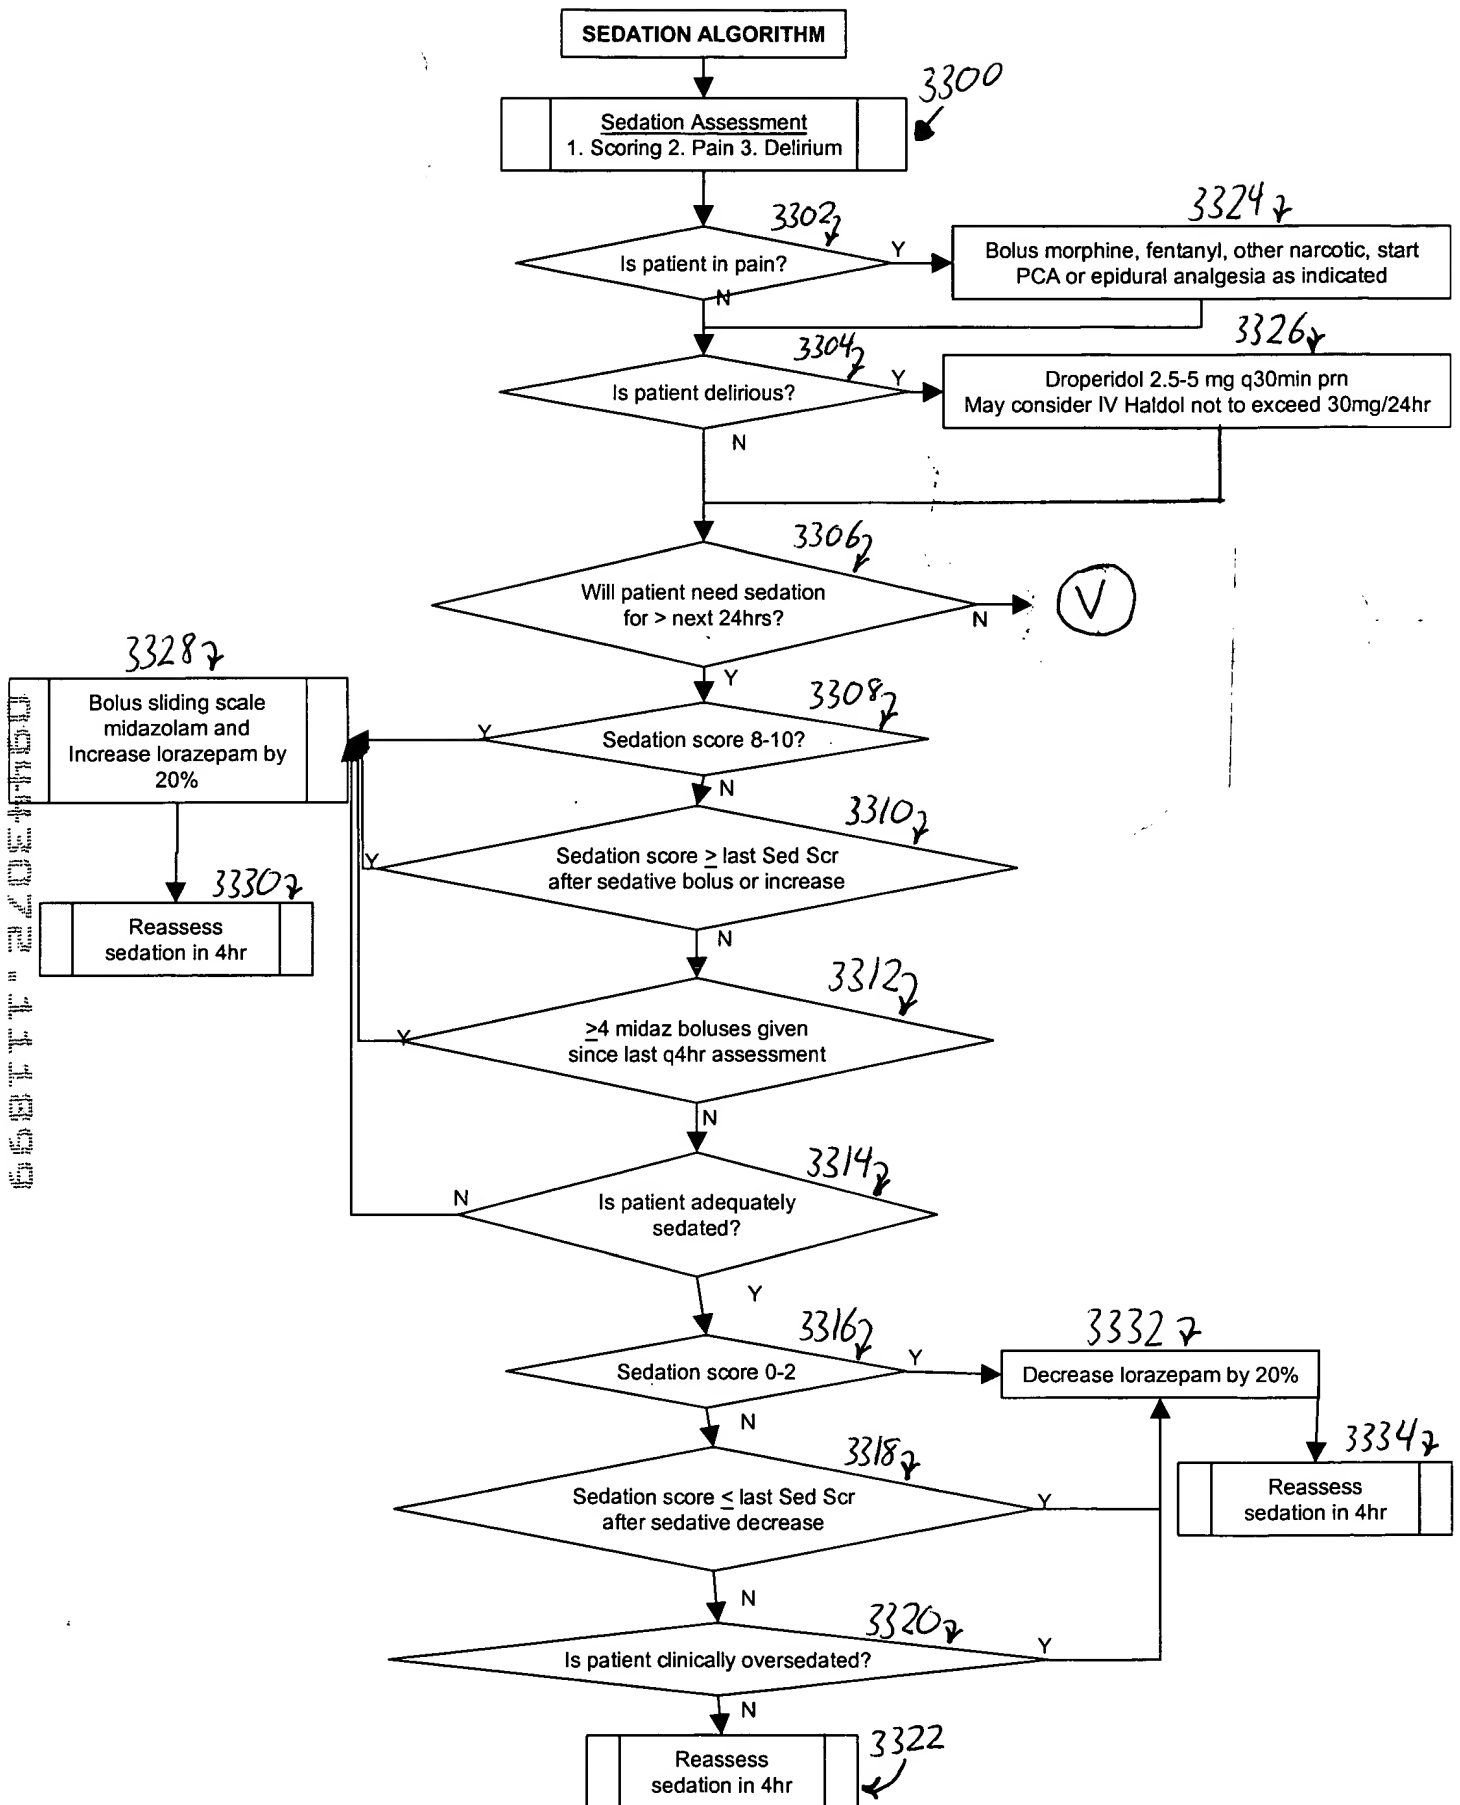 SEDATION ALGORITHM
3300
Sedation Assessment
1. Scoring 2. Pain 3. Delirium
3302
Is patient in pain?
Y
N
3324
Bolus morphine, fentanyl, other narcotic, start
PCA or epidural analgesia as indicated
3304
Is patient delirious?
Y
N
3326
Droperidol 2.5-5 mg q30min prn
May consider IV Haldol not to exceed 30mg/24hr
3306
Will patient need sedation
for > next 24hrs?
N
V
Y
3308
Sedation score 8-10?
Y
N
3328
Bolus sliding scale
midazolam and
Increase lorazepam by
20%
3330
Reassess
sedation in 4hr
3310
Sedation score ≥ last Sed Scr
after sedative bolus or increase
Y
N
3312
≥4 midaz boluses given
since last q4hr assessment
Y
N
3314
Is patient adequately
sedated?
N
Y
3316
Sedation score 0-2
Y
N
3332
Decrease lorazepam by 20%
3334
Reassess
sedation in 4hr
3318
Sedation score ≤ last Sed Scr
after sedative decrease
Y
N
3320
Is patient clinically oversedated?
Y
N
3322
Reassess
sedation in 4hr
09443072.111899